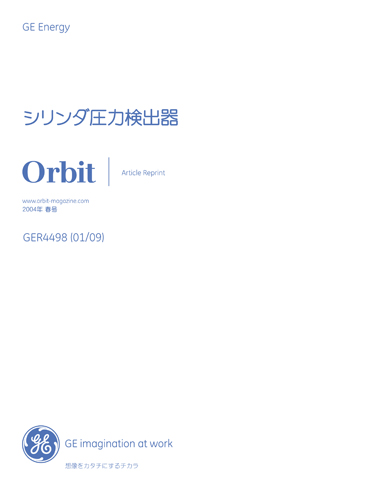 GE Energy
シリンダ圧力検出器
Orbit
Article Reprint
www.orbit-magazine.com
2004年 春号
GER4498 (01/09)
GE imagination at work
想像をカタチにするチカラ